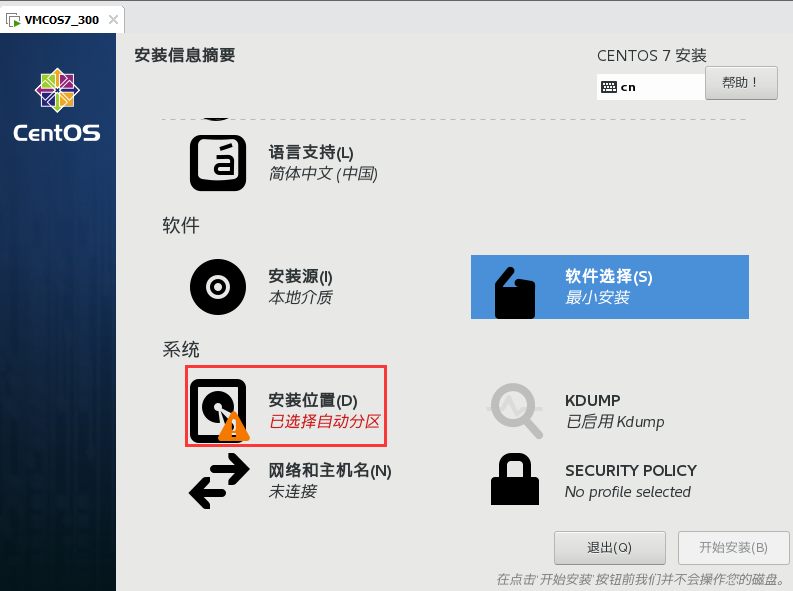 VMCOS7_300
安装信息摘要
CENTOS 7 安装
cn
帮助！
CentOS
语言支持(L)
简体中文 (中国)
软件
安装源(I)
本地介质
软件选择(S)
最小安装
系统
安装位置(D)
已选择自动分区
KDUMP
已启用 Kdump
网络和主机名(N)
未连接
SECURITY POLICY
No profile selected
退出(Q)
开始安装(B)
在点击'开始安装'按钮前我们并不会操作您的磁盘。